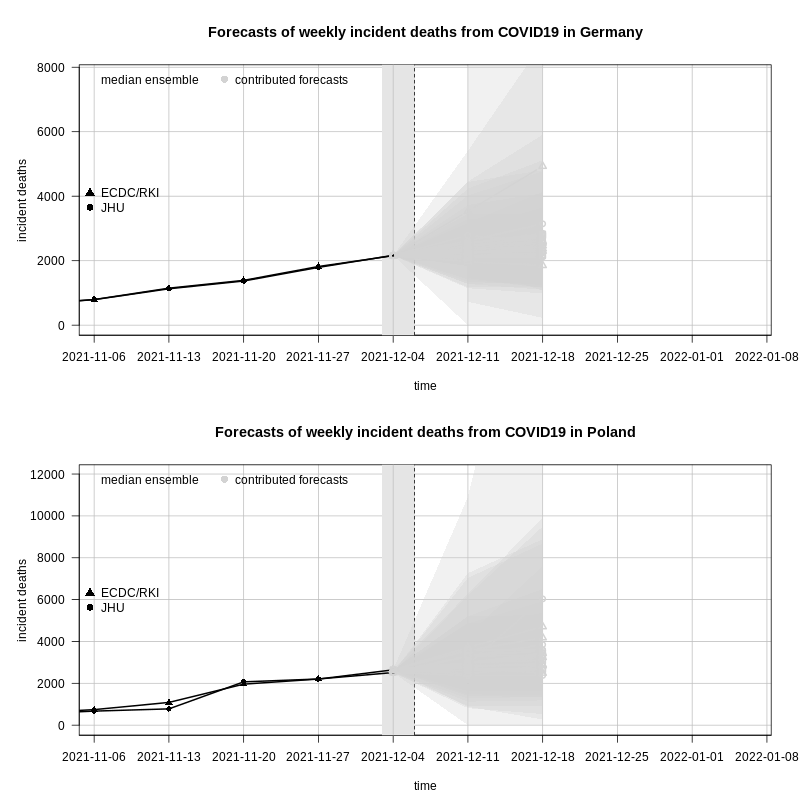 Forecasts of weekly incident deaths from COVID19 in Germany
8000
median ensemble contributed forecasts
6000
ECDC/RKI
4000
JHU
2000
0
incident deaths
2021-11-06 2021-11-13 2021-11-20 2021-11-27 2021-12-04 2021-12-11 2021-12-18 2021-12-25 2022-01-01 2022-01-08
time
Forecasts of weekly incident deaths from COVID19 in Poland
12000
median ensemble contributed forecasts
10000
8000
ECDC/RKI
6000
JHU
4000
2000
0
incident deaths
2021-11-06 2021-11-13 2021-11-20 2021-11-27 2021-12-04 2021-12-11 2021-12-18 2021-12-25 2022-01-01 2022-01-08
time